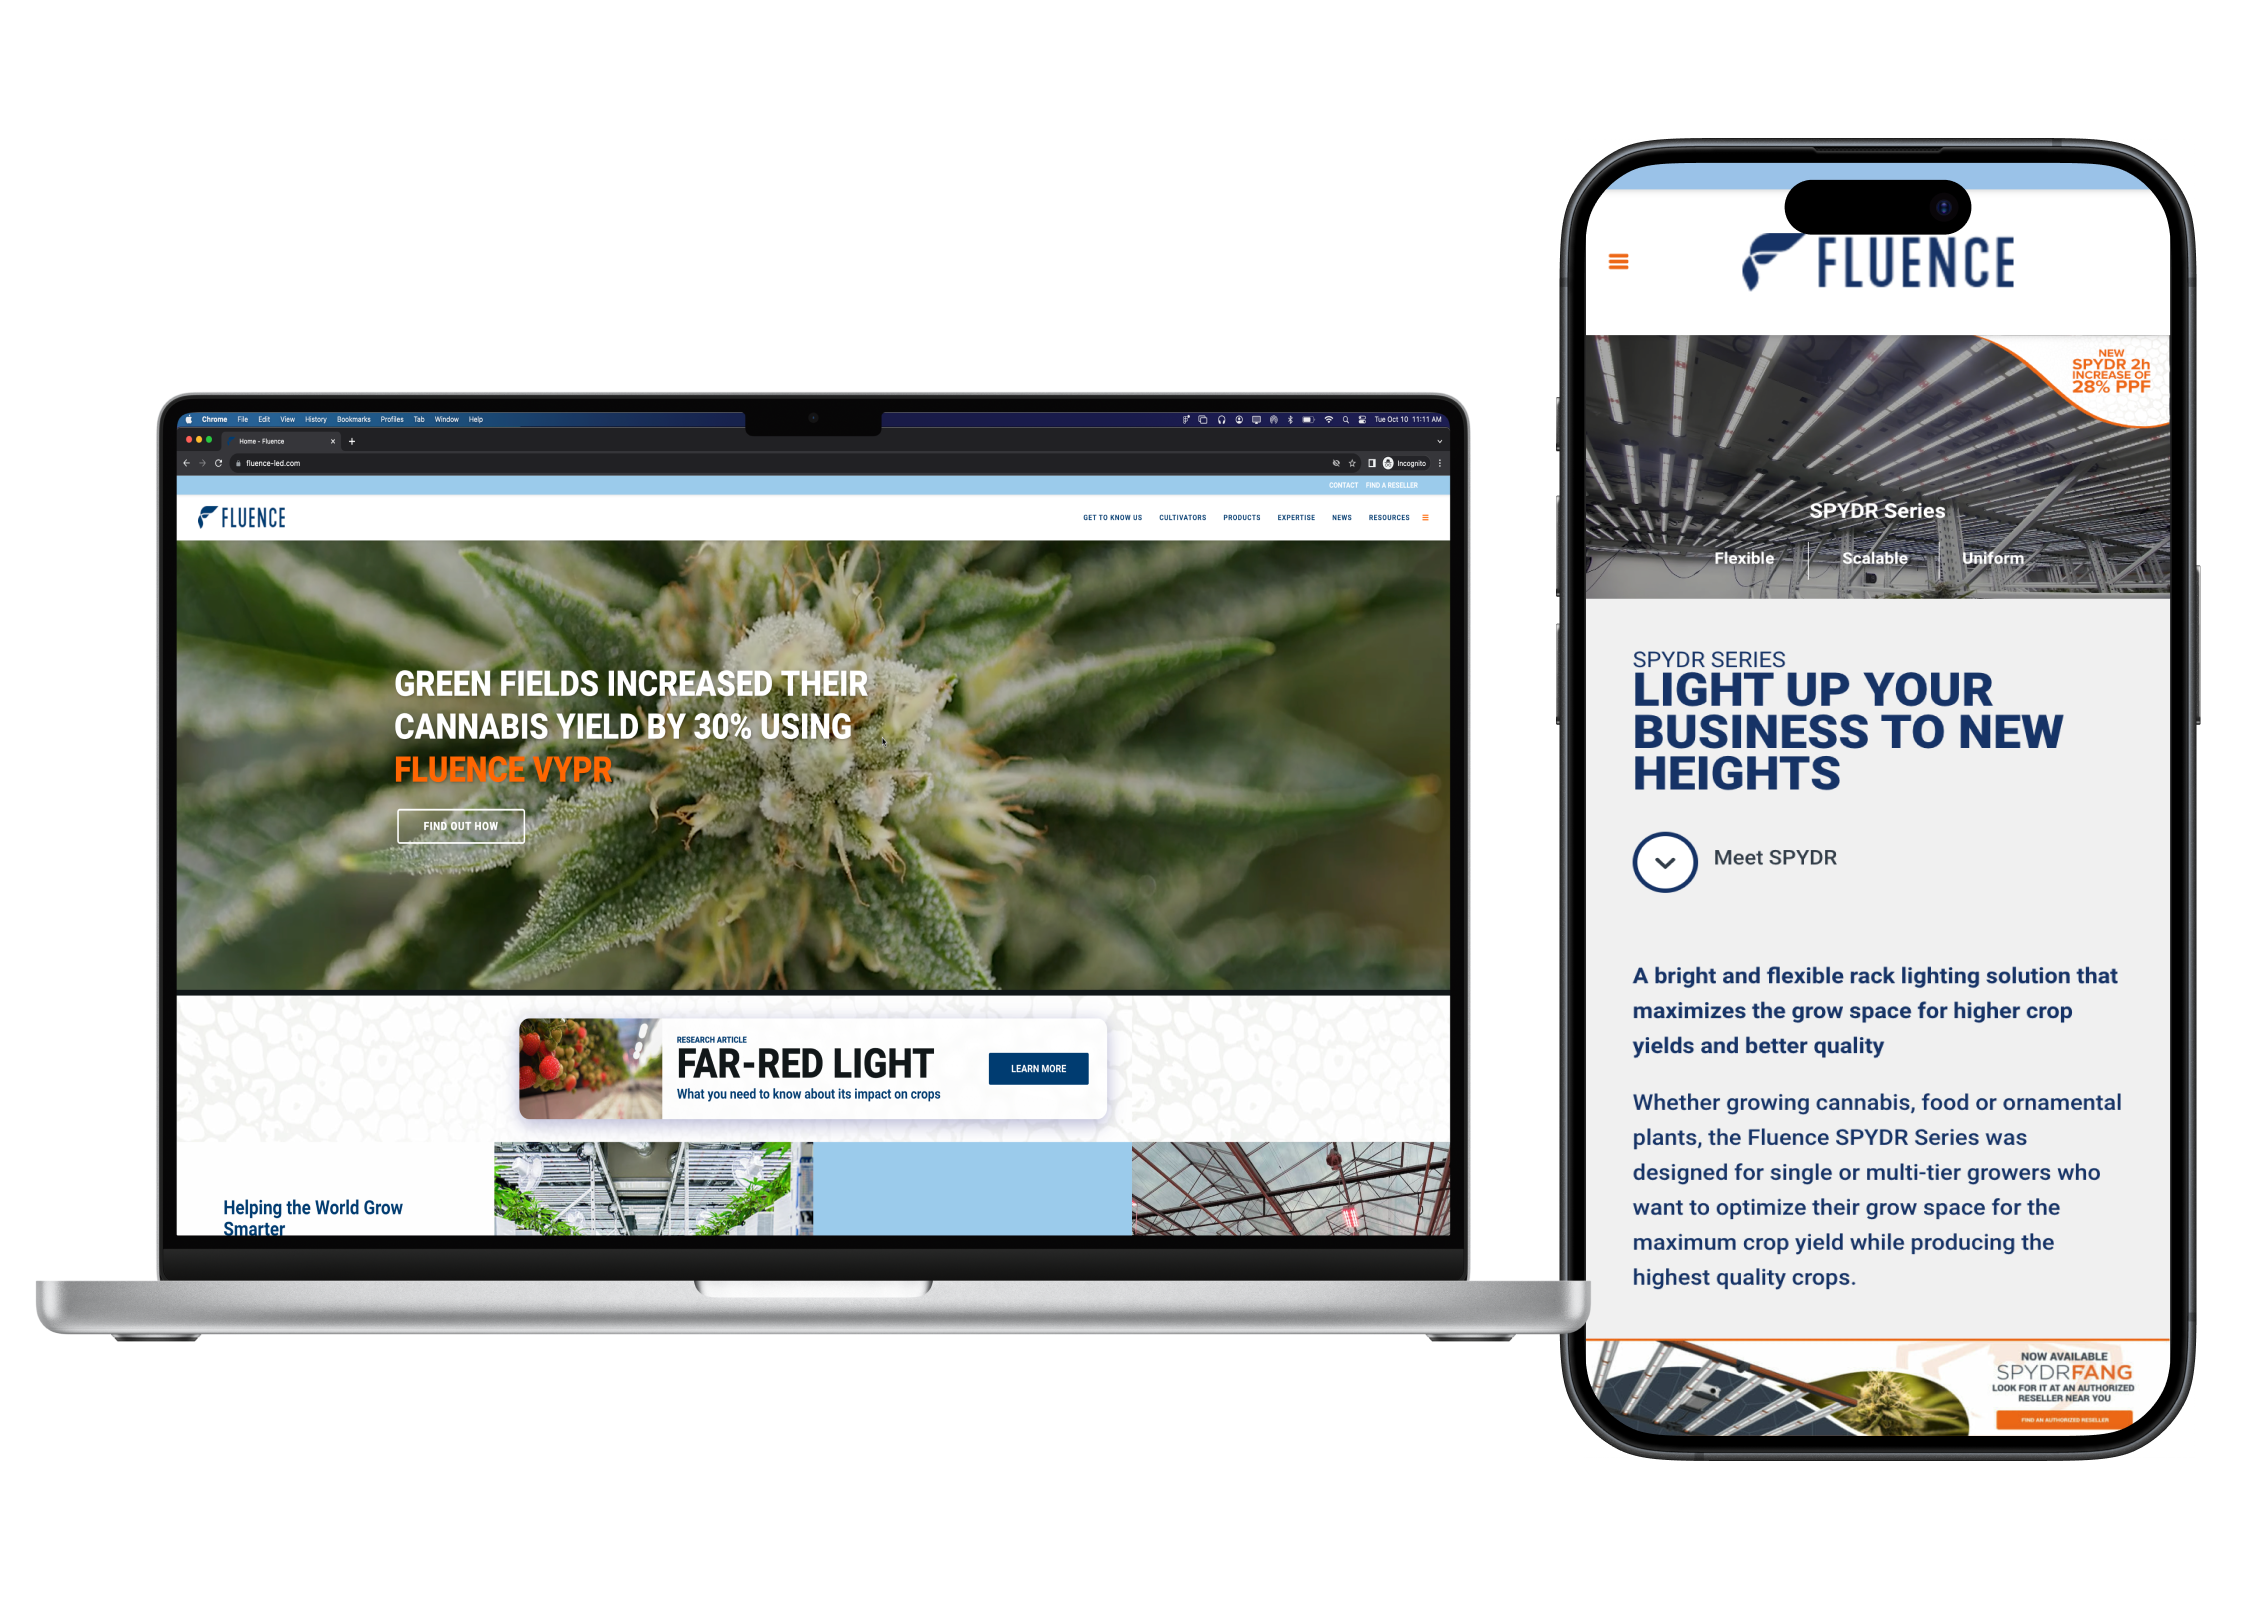 Chrome File Edit View History Bookmarks Profiles Tab Window Help
Tue Oct 10 11:11 AM
Home - Fluence
fluence-led.com
Incognito
CONTACT FIND A RESELLER
FLUENCE
GET TO KNOW US CULTIVATORS PRODUCTS EXPERTISE NEWS RESOURCES
GREEN FIELDS INCREASED THEIR
CANNABIS YIELD BY 30% USING
FLUENCE VYPR
FIND OUT HOW
RESEARCH ARTICLE
FAR-RED LIGHT
What you need to know about its impact on crops
LEARN MORE
Helping the World Grow
Smarter
FLUENCE
NEW
SPYDR 2h
INCREASE OF
28% PPF
SPYDR Series
Flexible Scalable Uniform
SPYDR SERIES
LIGHT UP YOUR
BUSINESS TO NEW
HEIGHTS
Meet SPYDR
A bright and flexible rack lighting solution that
maximizes the grow space for higher crop
yields and better quality
Whether growing cannabis, food or ornamental
plants, the Fluence SPYDR Series was
designed for single or multi-tier growers who
want to optimize their grow space for the
maximum crop yield while producing the
highest quality crops.
NOW AVAILABLE
SPYDRFANG
LOOK FOR IT AT AN AUTHORIZED
RESELLER NEAR YOU
FIND AN AUTHORIZED RESELLER